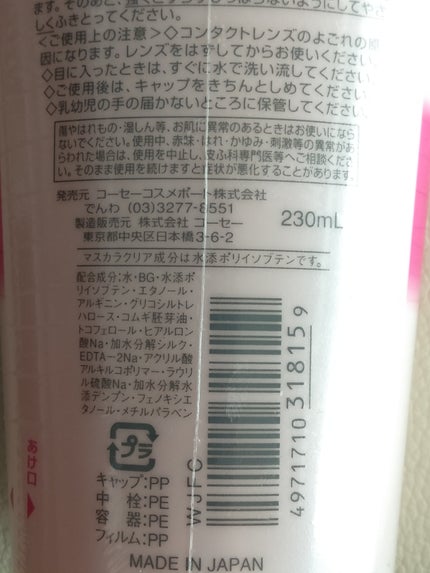 ます。そのあと、強くこすったりひっぱらないようにしてやさ
しくふきとってください。
<ご使用上の注意>◇コンタクトレンズのよごれの原
因になります。レンズをはずしてからお使いください。
◇目に入ったときは、すぐに水で洗い流してください。
◇ご使用後は、キャップをきちんとしめてください。
◇乳幼児の手の届かないところに保管してください。
傷やはれもの・湿しん等、お肌に異常のあるときはお使いになら
ないでください。使用中、赤味・はれ・かゆみ・刺激等の異常があ
らわれた場合は、使用を中止し、皮ふ科専門医等へご相談くださ
い。そのまま使用を続けますと症状が悪化することがあります。
発売元 コーセーコスメポート株式会社
でんわ (03)3277-8551
製造販売元 株式会社 コーセー
東京都中央区日本橋3-6-2
230mL
マスカラクリア成分は水添ポリイソブテンです。
配合成分:水・BG・水添ポ
リイソブテン・エタノール・
アルギニン・グリコシルトレ
ハロース・コムギ胚芽油・
トコフェロール・ヒアルロン
酸Na・加水分解シルク・
EDTA-2Na・アクリル酸
アルキルコポリマー・ラウリ
ル硫酸Na・加水分解水
添デンプン・フェノキシエ
タノール・メチルパラベン
プラ
キャップ:PP
中 栓:PE
容 器:PE
フィルム:PP
WJFC
4971710318159
あけ口
MADE IN JAPAN